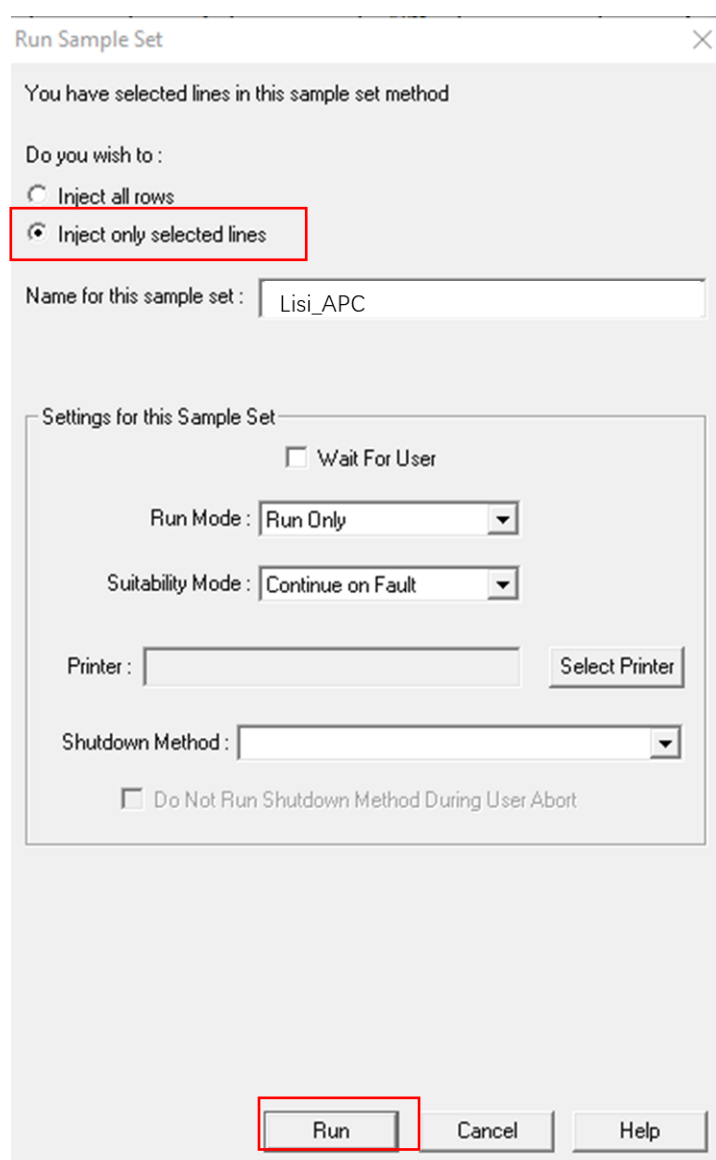 Run Sample Set
You have selected lines in this sample set method
Do you wish to :
Inject all rows
Inject only selected lines
Name for this sample set : Lisi_APC
Settings for this Sample Set
Wait For User
Run Mode : Run Only
Suitability Mode : Continue on Fault
Printer : Select Printer
Shutdown Method :
Do Not Run Shutdown Method During User Abort
Run Cancel Help